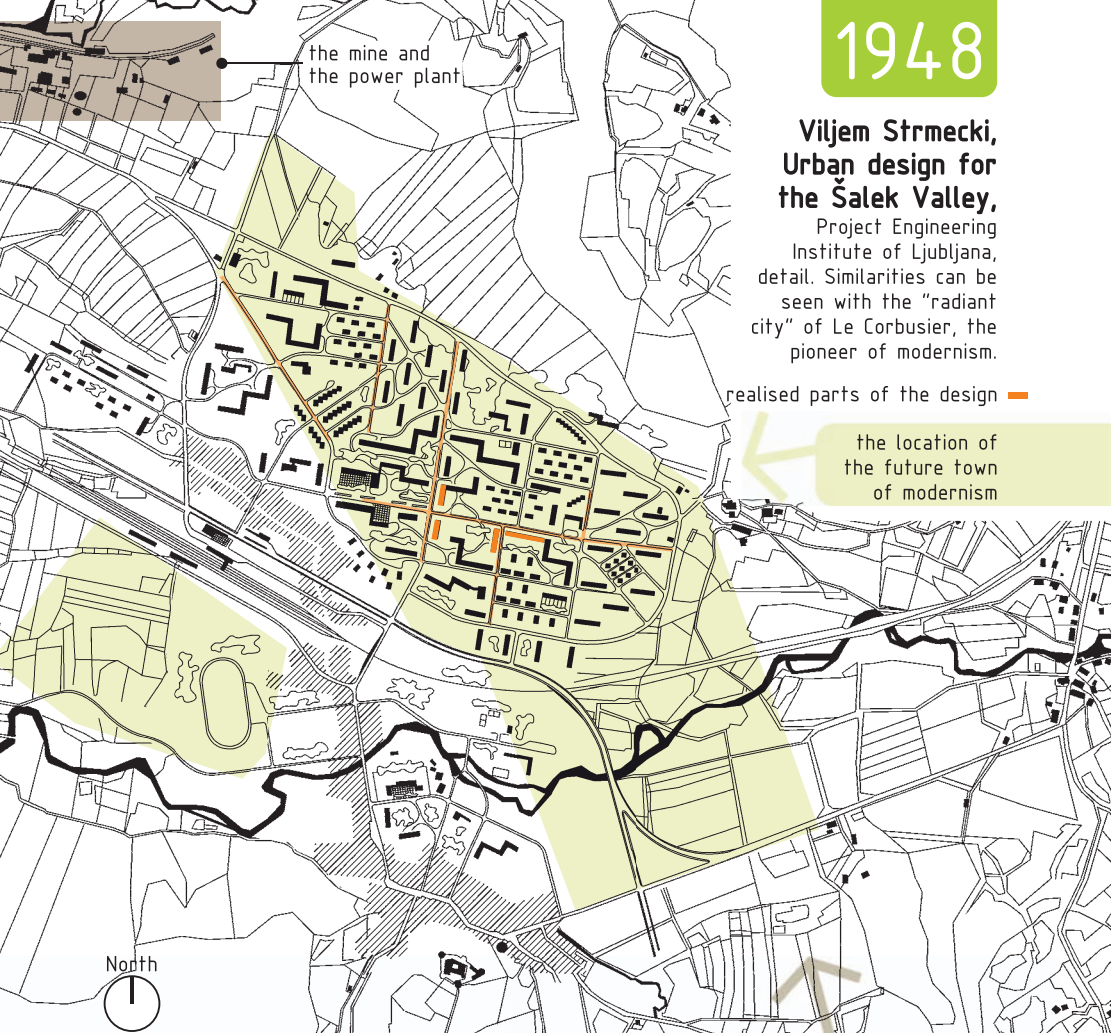 the mine and
the power plant
1948
Viljem Strmecki,
Urban design for
the Šalek Valley,
Project Engineering
Institute of Ljubljana,
detail. Similarities can be
seen with the "radiant
city" of Le Corbusier, the
pioneer of modernism.
realised parts of the design
the location of
the future town
of modernism
North